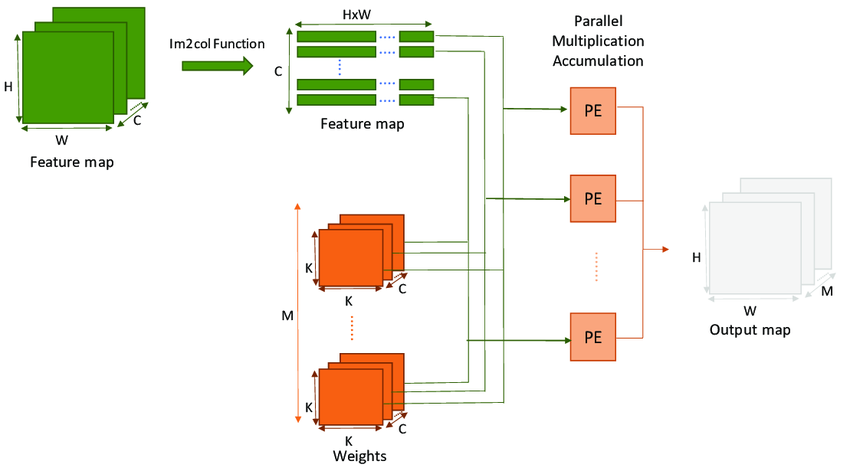 HxW
Parallel
Multiplication
Accumulation
Im2col Function
H
C
PE
C
W
Feature map
Feature map
PE
K
C
K
H
M
M
W
Output map
PE
K
C
K
Weights